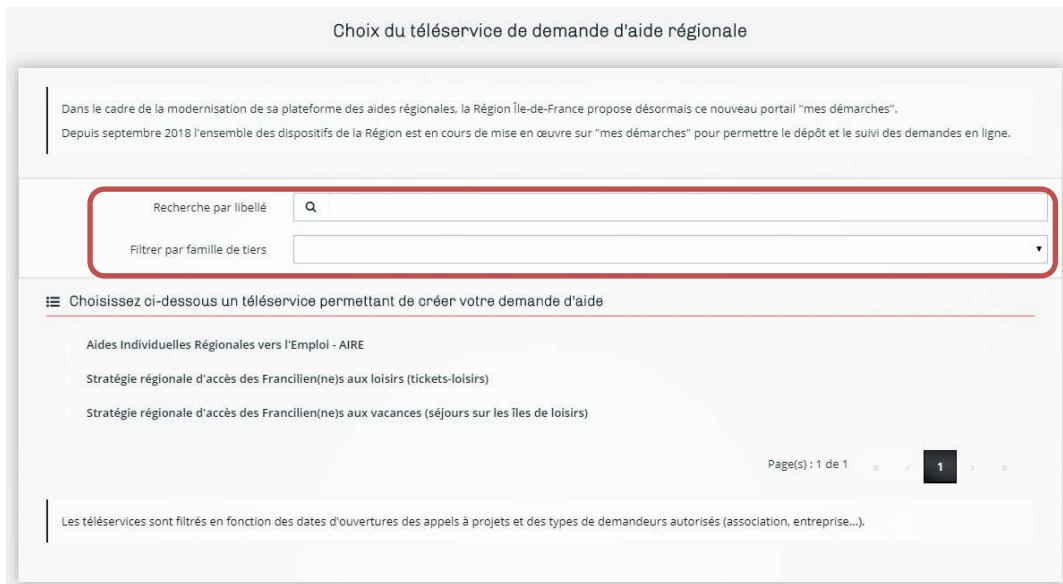 Choix du téléservice de demande d'aide régionale
Dans le cadre de la modernisation de sa plateforme des aides régionales, la Région Île-de-France propose désormais ce nouveau portail "mes démarches".
Depuis septembre 2018 l'ensemble des dispositifs de la Région est en cours de mise en œuvre sur "mes démarches" pour permettre le dépôt et le suivi des demandes en ligne.
Recherche par libellé
Filtrer par famille de tiers
Choisissez ci-dessous un téléservice permettant de créer votre demande d'aide
Aides Individuelles Régionales vers l'Emploi - AIRE
Stratégie régionale d'accès des Francilien(ne)s aux loisirs (tickets-loisirs)
Stratégie régionale d'accès des Francilien(ne)s aux vacances (séjours sur les îles de loisirs)
Page(s) : 1 de 1 « ‹ 1 › »
Les téléservices sont filtrés en fonction des dates d'ouvertures des appels à projets et des types de demandeurs autorisés (association, entreprise...).